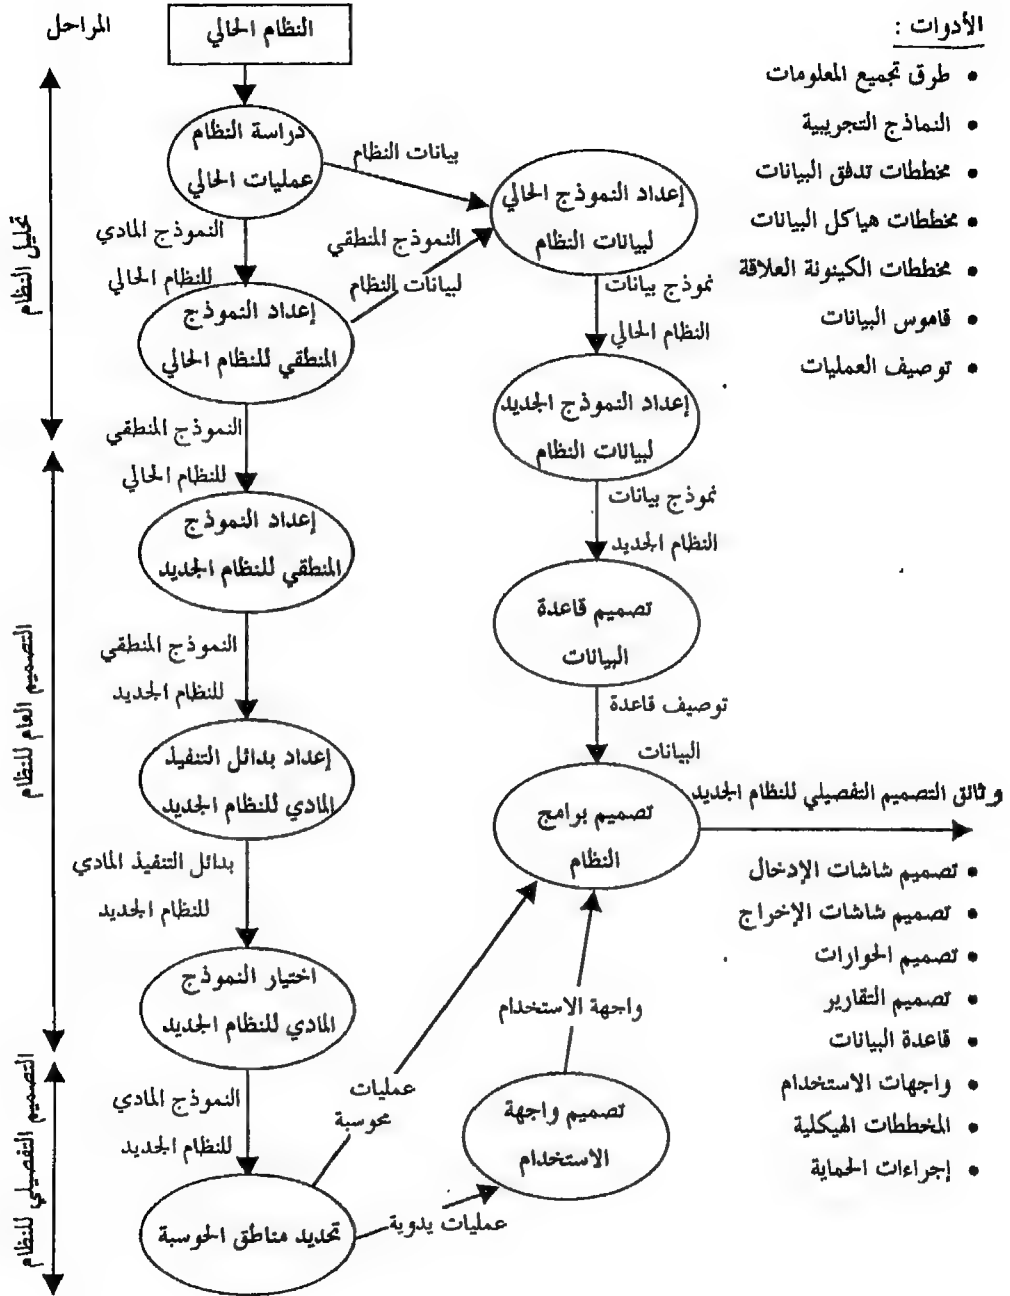 المراحل
النظام الحالي
الأدوات :
• طرق تجميع المعلومات
• النماذج التجريبية
• مخططات تدفق البيانات
• مخططات هياكل البيانات
• مخططات الكينونة العلاقة
• قاموس البيانات
• توصيف العمليات
تحليل النظام
التصميم العام للنظام
التصميم التفصيلي للنظام
دراسة النظام
عمليات الحالي
بيانات النظام
النموذج المادي
للنظام الحالي
إعداد النموذج
المنطقي للنظام الحالي
النموذج المنطقي
لبيانات النظام
إعداد النموذج الحالي
لبيانات النظام
نموذج بيانات
النظام الحالي
إعداد النموذج الجديد
لبيانات النظام
نموذج بيانات
النظام الجديد
تصميم قاعدة
البيانات
توصيف قاعدة
البيانات
تصميم برامج
النظام
النموذج المنطقي
للنظام الحالي
إعداد النموذج
المنطقي للنظام الجديد
النموذج المنطقي
للنظام الجديد
إعداد بدائل التنفيذ
المادي للنظام الجديد
بدائل التنفيذ المادي
للنظام الجديد
اختيار النموذج
المادي للنظام الجديد
النموذج المادي
للنظام الجديد
تحديد مناطق الحوسبة
عمليات
محوسبة
عمليات يدوية
تصميم واجهة
الاستخدام
واجهة الاستخدام
وثائق التصميم التفصيلي للنظام الجديد
• تصميم شاشات الإدخال
• تصميم شاشات الإخراج
• تصميم الحوارات
• تصميم التقارير
• قاعدة البيانات
• واجهات الاستخدام
• المخططات الهيكلية
• إجراءات الحماية